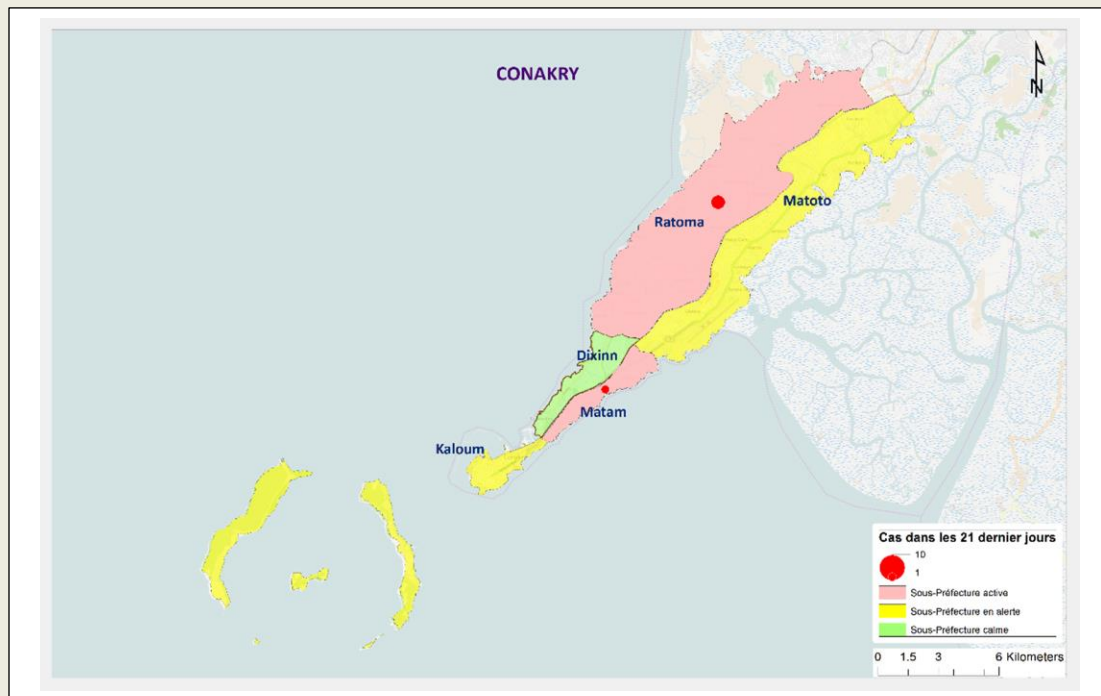 CONAKRY
N
Ratoma
Matoto
Dixinn
Matam
Kaloum
Cas dans les 21 dernier jours
10
1
Sous-Préfecture active
Sous-Préfecture en alerte
Sous-Préfecture calme
0 1.5 3 6 Kilometers